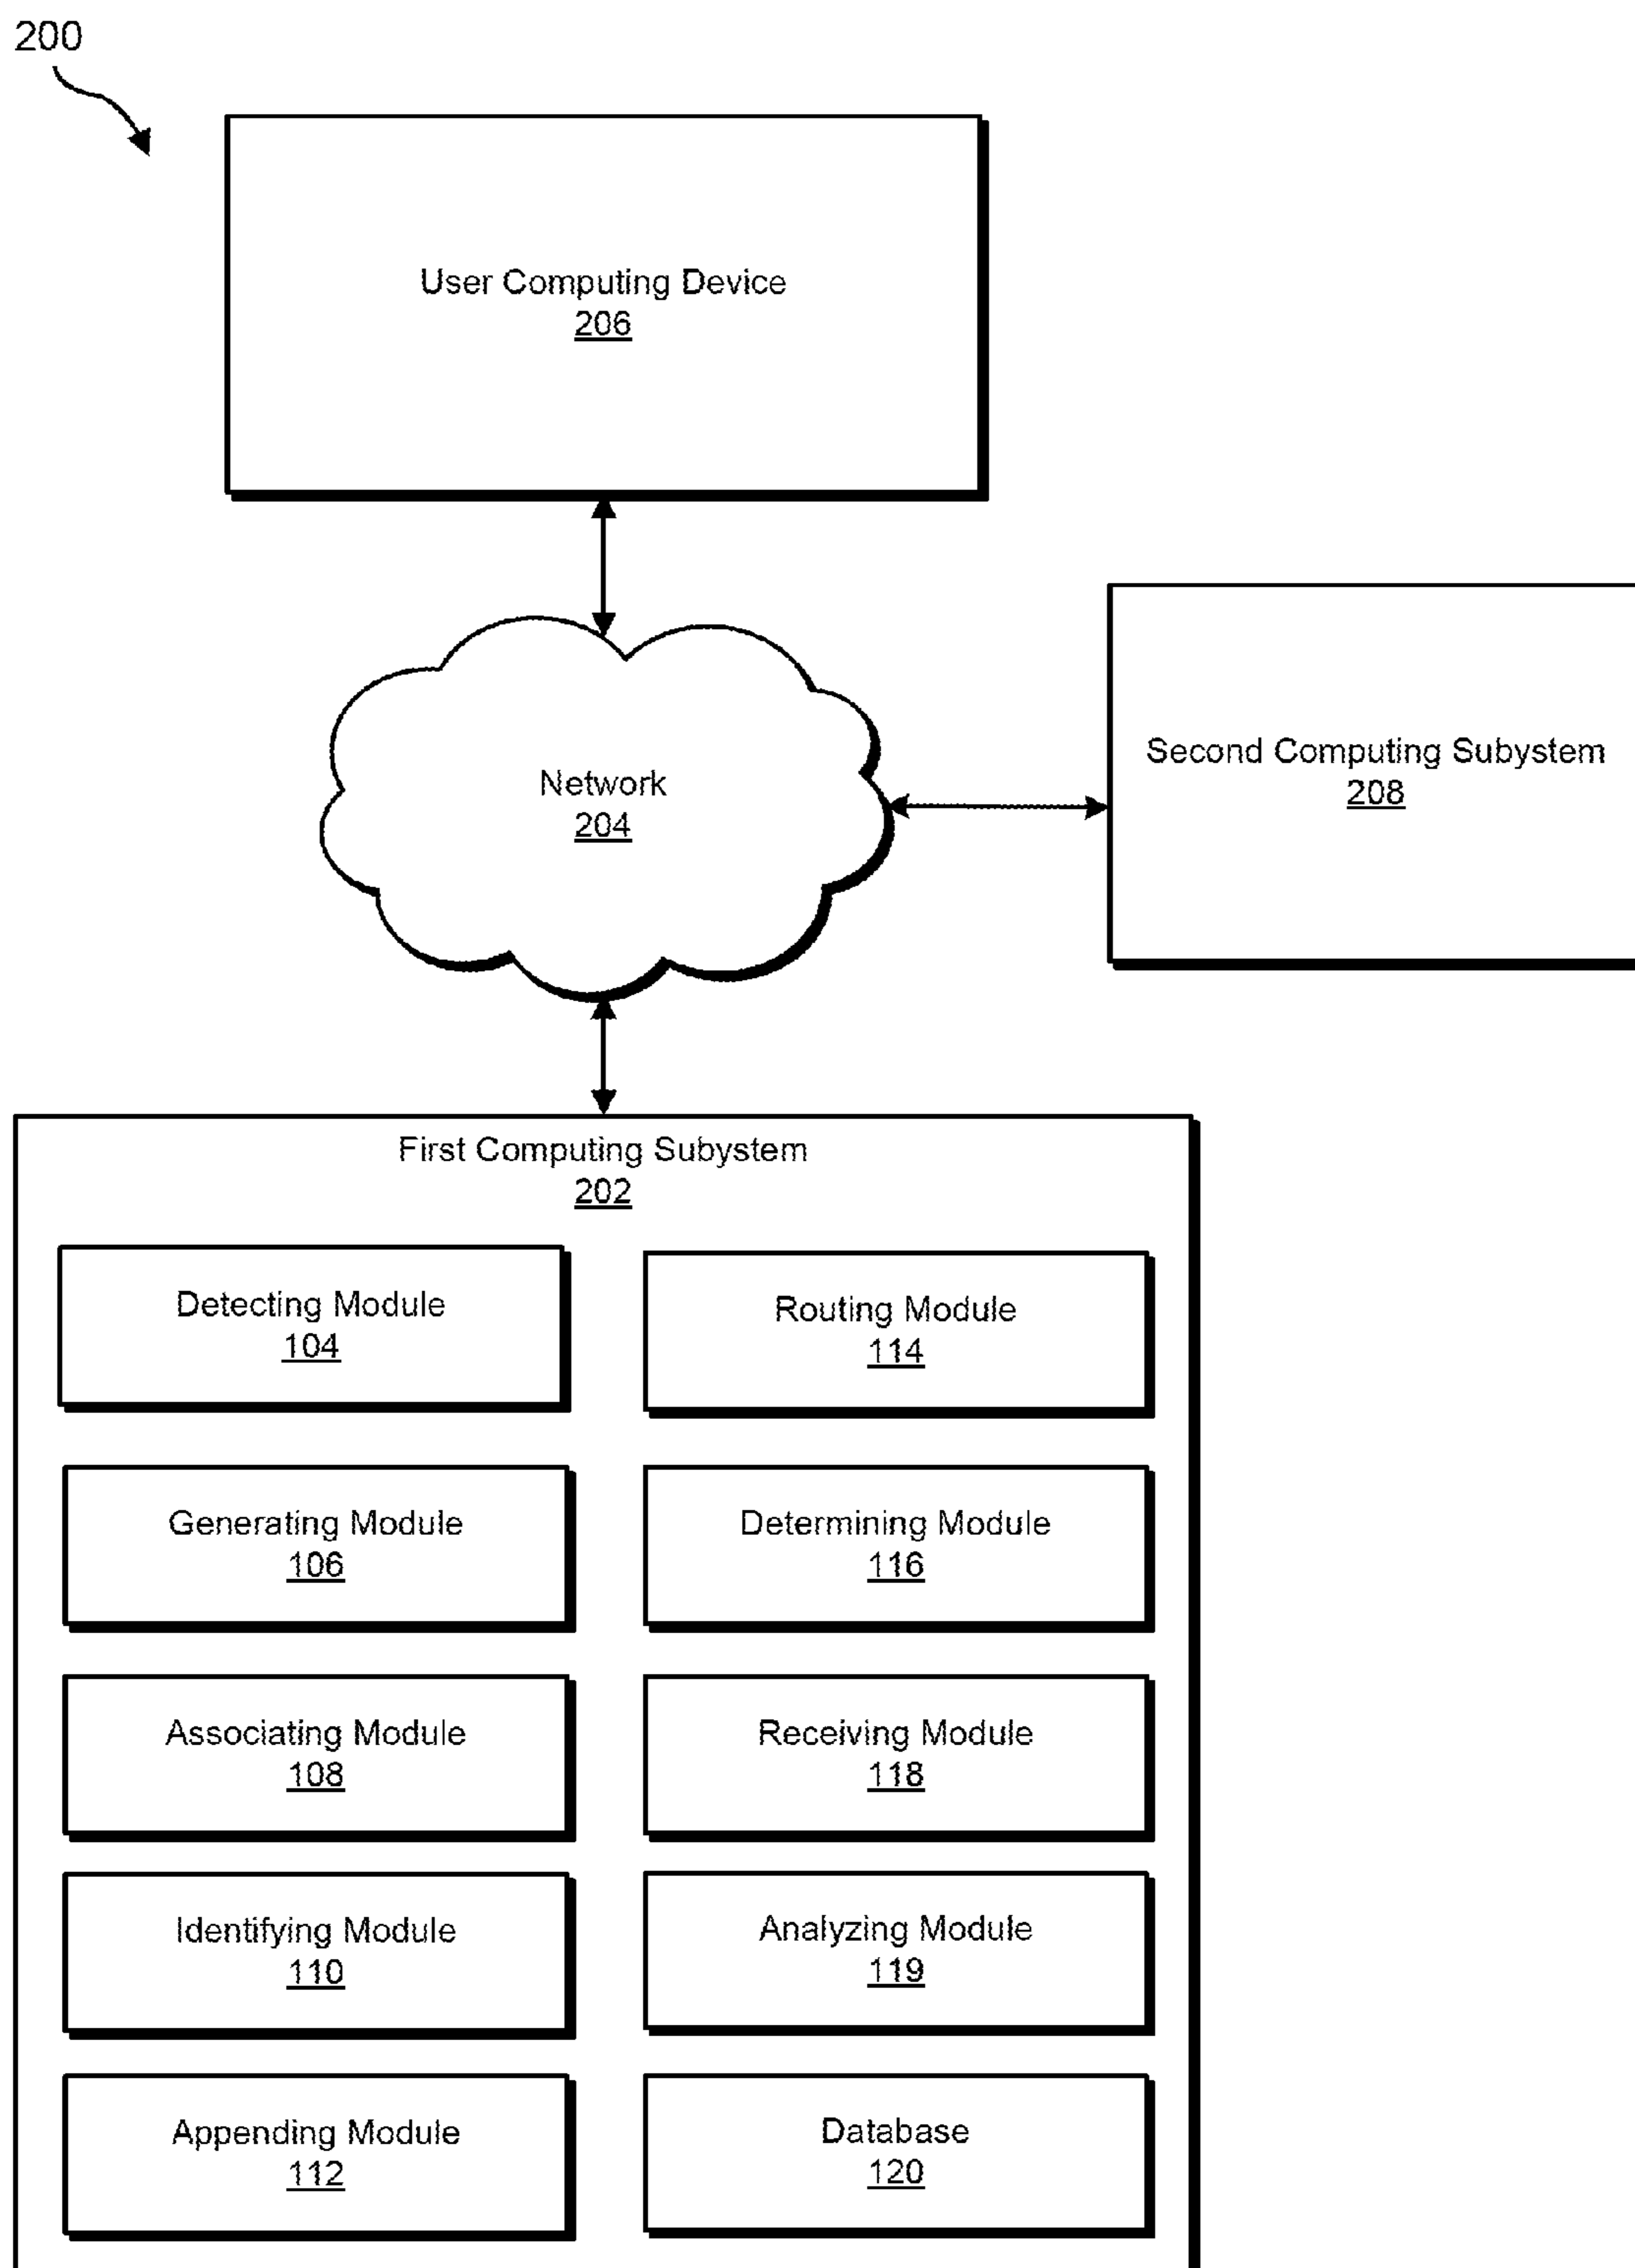 200
User Computing Device
206
Network
204
Second Computing Subystem
208
First Computing Subystem
202
Detecting Module
104
Routing Module
114
Generating Module
106
Determining Module
116
Associating Module
108
Receiving Module
118
Identifying Module
110
Analyzing Module
119
Appending Module
112
Database
120